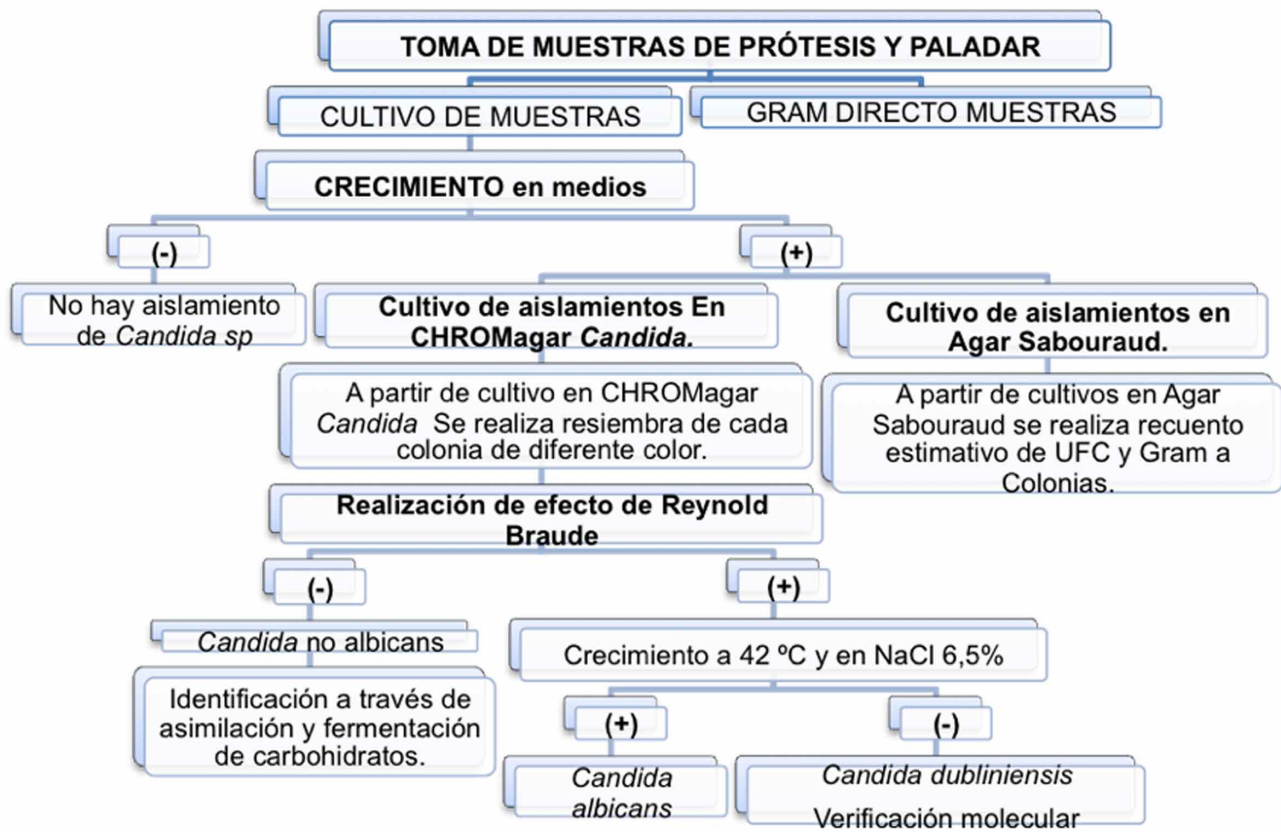 TOMA DE MUESTRAS DE PRÓTESIS Y PALADAR
CULTIVO DE MUESTRAS
GRAM DIRECTO MUESTRAS
CRECIMIENTO en medios
(-)
(+)
No hay aislamiento
de Candida sp
Cultivo de aislamientos En
CHROMagar Candida.
Cultivo de aislamientos en
Agar Sabouraud.
A partir de cultivo en CHROMagar
Candida Se realiza resiembra de cada
colonia de diferente color.
A partir de cultivos en Agar
Sabouraud se realiza recuento
estimativo de UFC y Gram a
Colonias.
Realización de efecto de Reynold
Braude
(-)
(+)
Candida no albicans
Identificación a través de
asimilación y fermentación
de carbohidratos.
Crecimiento a 42 ºC y en NaCl 6,5%
(+)
(-)
Candida
albicans
Candida dubliniensis
Verificación molecular